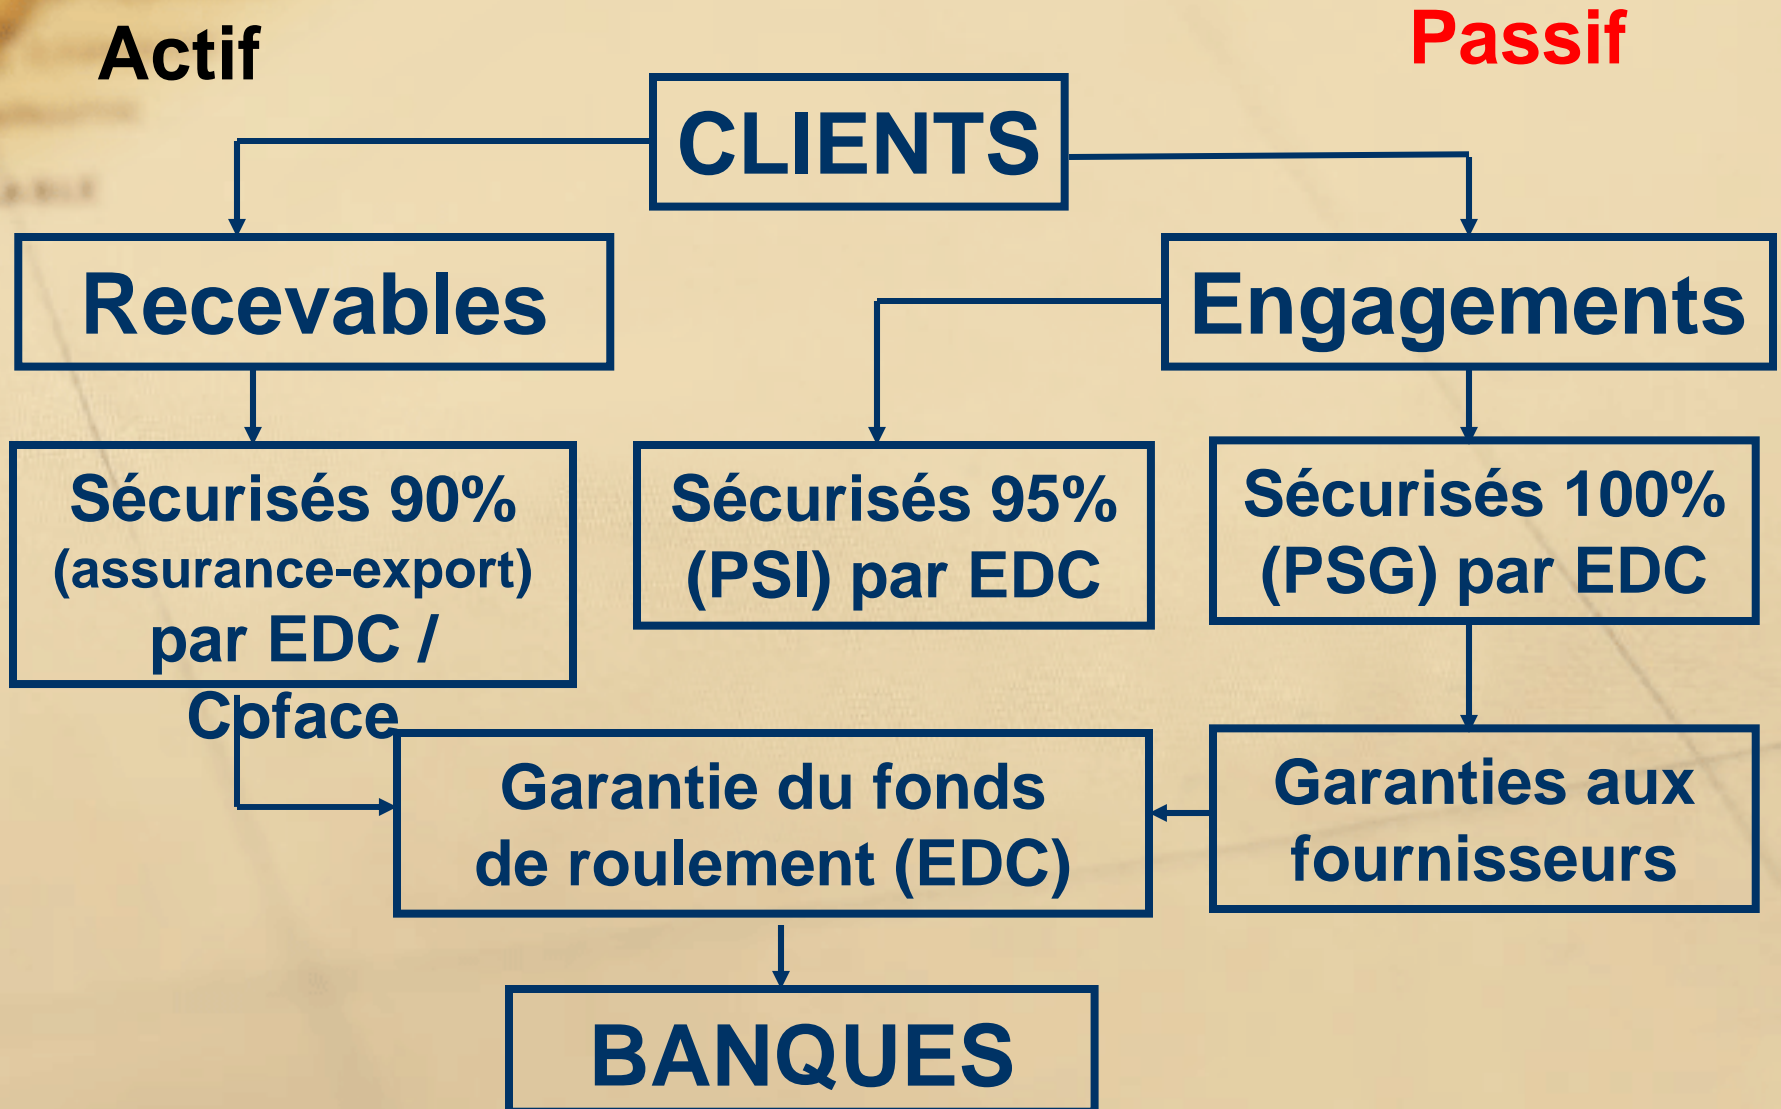 Actif
Passif
CLIENTS
Recevables
Engagements
Sécurisés 90%
(assurance-export)
par EDC /
Coface
Sécurisés 95%
(PSI) par EDC
Sécurisés 100%
(PSG) par EDC
Garantie du fonds
de roulement (EDC)
Garanties aux
fournisseurs
BANQUES